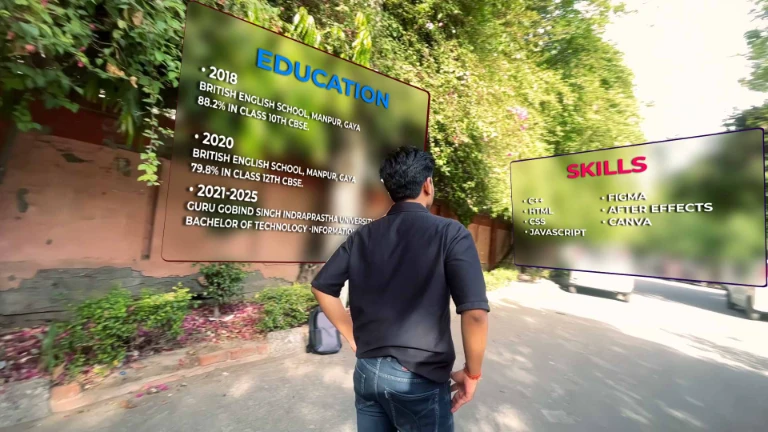 EDUCATION
• 2018
BRITISH ENGLISH SCHOOL, MANPUR, GAYA
88.2% IN CLASS 10TH CBSE.
• 2020
BRITISH ENGLISH SCHOOL, MANPUR, GAYA
79.8% IN CLASS 12TH CBSE.
• 2021-2025
GURU GOBIND SINGH INDRAPRASTHA
BACHELOR OF TECHNOLOGY
SKILLS
• C++
• HTML
• CSS
• JAVASCRIPT
• FIGMA
• AFTER EFFECTS
• CANVA